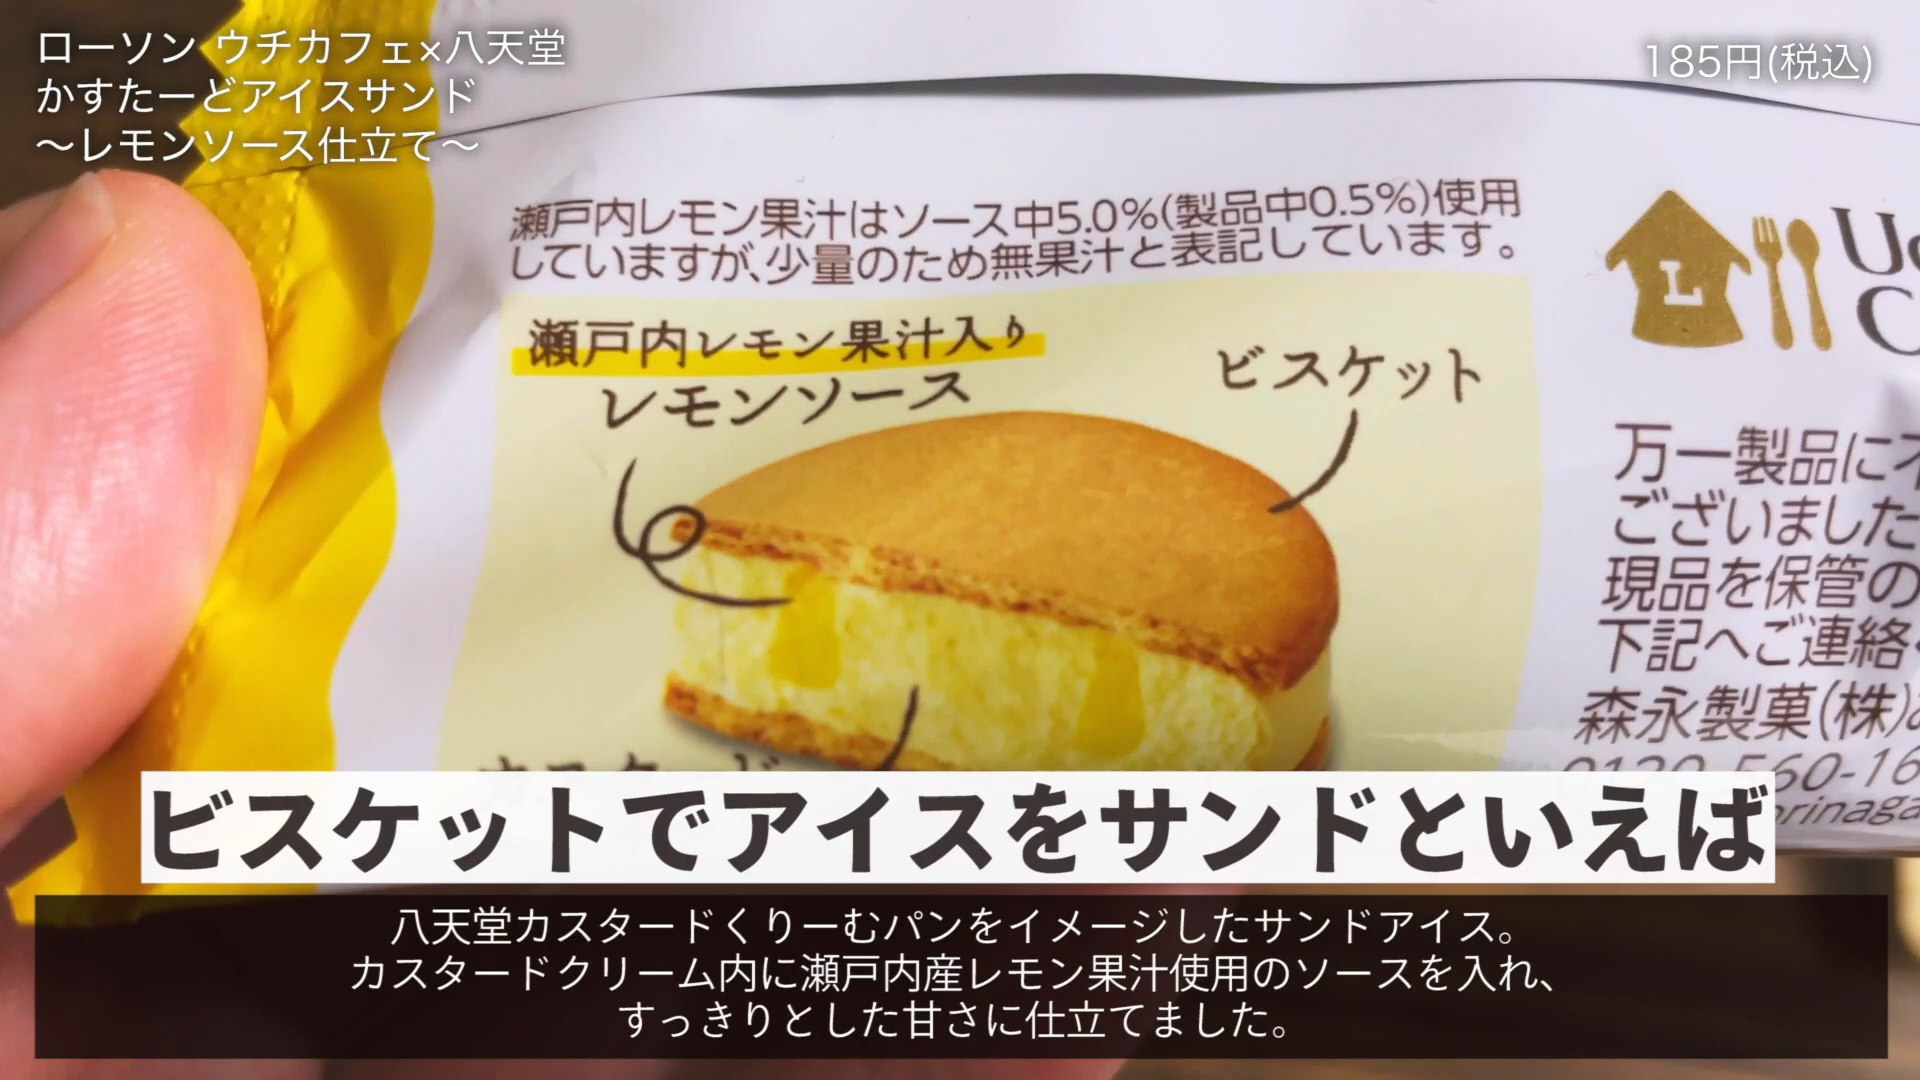 ローソン ウチカフェ×八天堂
かすたーどアイスサンド
～レモンソース仕立て～
185円(税込)
瀬戸内レモン果汁はソース中5.0%(製品中0.5%)使用
していますが、少量のため無果汁と表記しています。
瀬戸内レモン果汁入り
レモンソース
ビスケット
L
万一製品に
ございました
現品を保管の
下記へご連絡
森永製菓(株)
560-16
ビスケットでアイスをサンドといえば
八天堂カスタードくりーむパンをイメージしたサンドアイス。
カスタードクリーム内に瀬戸内産レモン果汁使用のソースを入れ、
すっきりとした甘さに仕立てました。